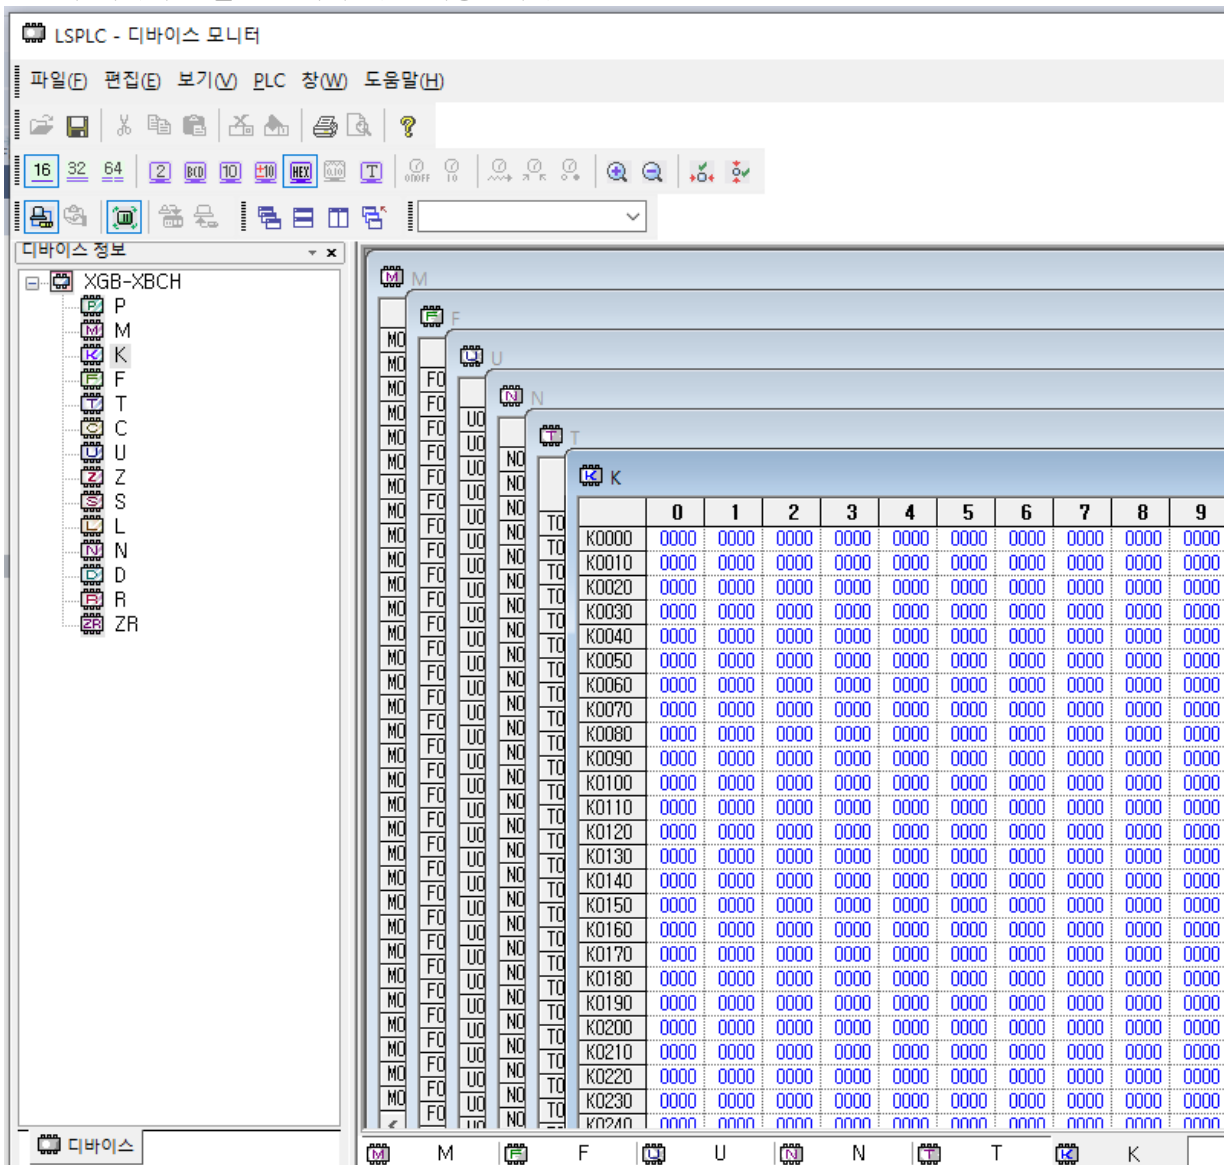 LSPLC - 디바이스 모니터
파일(F) 편집(E) 보기(V) PLC 창(W) 도움말(H)
16 32 64 2 BCD 10 ±10 HEX T
디바이스 정보
XGB-XBCH
P
M
K
F
T
C
U
Z
S
L
N
D
R
ZR
M
F
U
N
T
K
0 1 2 3 4 5 6 7 8 9
K0000 0000 0000 0000 0000 0000 0000 0000 0000 0000 0000
K0010 0000 0000 0000 0000 0000 0000 0000 0000 0000 0000
K0020 0000 0000 0000 0000 0000 0000 0000 0000 0000 0000
K0030 0000 0000 0000 0000 0000 0000 0000 0000 0000 0000
K0040 0000 0000 0000 0000 0000 0000 0000 0000 0000 0000
K0050 0000 0000 0000 0000 0000 0000 0000 0000 0000 0000
K0060 0000 0000 0000 0000 0000 0000 0000 0000 0000 0000
K0070 0000 0000 0000 0000 0000 0000 0000 0000 0000 0000
K0080 0000 0000 0000 0000 0000 0000 0000 0000 0000 0000
K0090 0000 0000 0000 0000 0000 0000 0000 0000 0000 0000
K0100 0000 0000 0000 0000 0000 0000 0000 0000 0000 0000
K0110 0000 0000 0000 0000 0000 0000 0000 0000 0000 0000
K0120 0000 0000 0000 0000 0000 0000 0000 0000 0000 0000
K0130 0000 0000 0000 0000 0000 0000 0000 0000 0000 0000
K0140 0000 0000 0000 0000 0000 0000 0000 0000 0000 0000
K0150 0000 0000 0000 0000 0000 0000 0000 0000 0000 0000
K0160 0000 0000 0000 0000 0000 0000 0000 0000 0000 0000
K0170 0000 0000 0000 0000 0000 0000 0000 0000 0000 0000
K0180 0000 0000 0000 0000 0000 0000 0000 0000 0000 0000
K0190 0000 0000 0000 0000 0000 0000 0000 0000 0000 0000
K0200 0000 0000 0000 0000 0000 0000 0000 0000 0000 0000
K0210 0000 0000 0000 0000 0000 0000 0000 0000 0000 0000
K0220 0000 0000 0000 0000 0000 0000 0000 0000 0000 0000
K0230 0000 0000 0000 0000 0000 0000 0000 0000 0000 0000
K0240 0000 0000 0000 0000 0000 0000 0000 0000 0000 0000
디바이스
M F U N T K